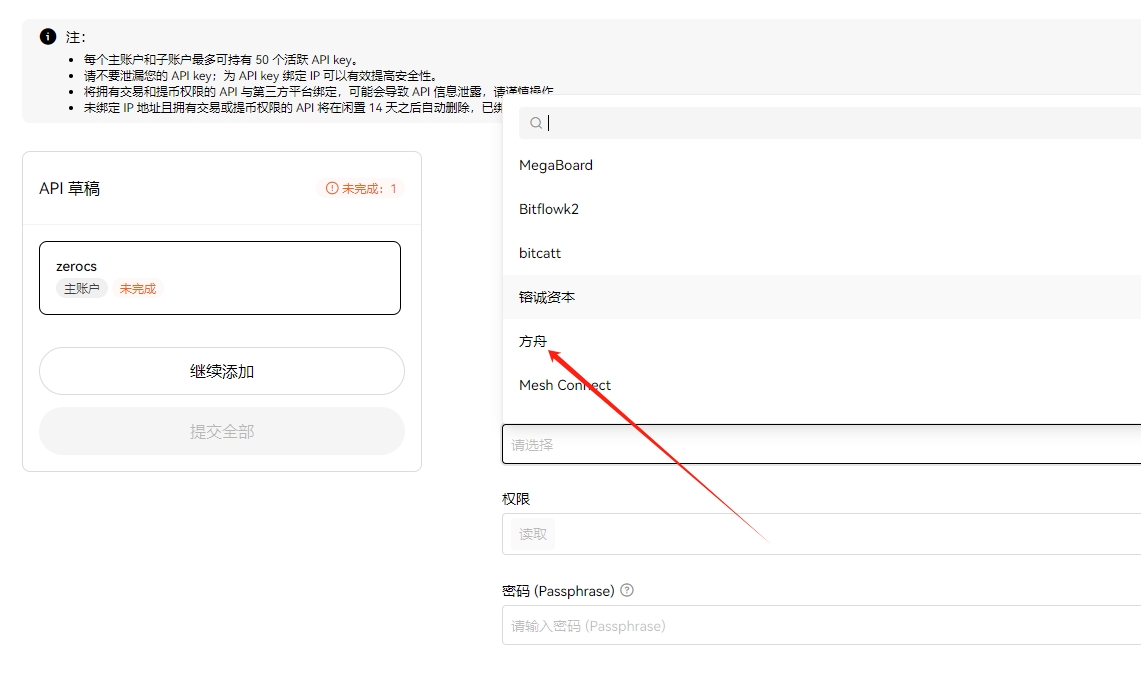 注：
每个主账户和子账户最多可持有 50 个活跃 API key。
请不要泄漏您的 API key；为 API key 绑定 IP 可以有效提高安全性。
将拥有交易和提币权限的 API 与第三方平台绑定，可能会导致 API 信息泄露，请谨慎操作
未绑定 IP 地址且拥有交易或提币权限的 API 将在闲置 14 天之后自动删除，已绑
API 草稿
未完成：1
zerocs
主账户
未完成
继续添加
提交全部
MegaBoard
Bitflowk2
bitcatt
镕诚资本
方舟
Mesh Connect
请选择
权限
读取
密码 (Passphrase)
请输入密码 (Passphrase)